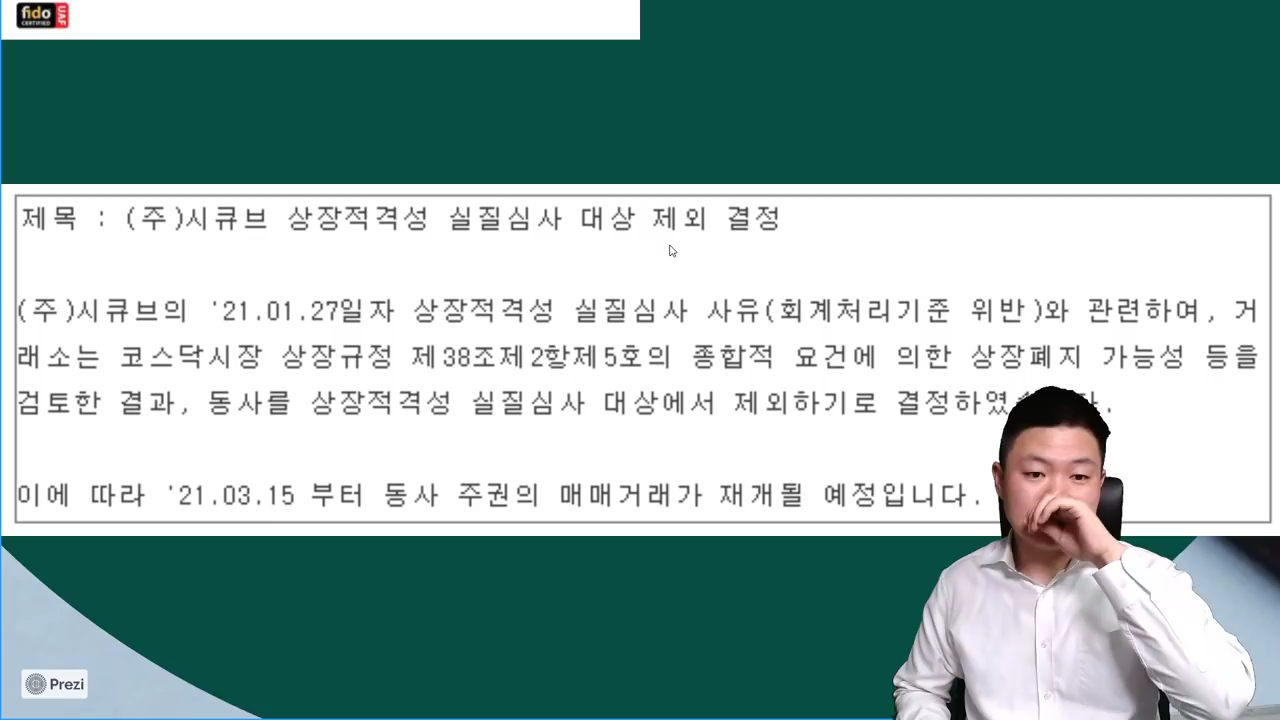 fido
CERTIFIED
UAF
제목 : (주)시큐브 상장적격성 실질심사 대상 제외 결정
(주)시큐브의 '21.01.27일자 상장적격성 실질심사 사유(회계처리기준 위반)와 관련하여, 거
래소는 코스닥시장 상장규정 제38조제2항제5호의 종합적 요건에 의한 상장폐지 가능성 등을
검토한 결과, 동사를 상장적격성 실질심사 대상에서 제외하기로
이에 따라 '21.03.15 부터 동사 주권의 매매거래가 재개될 예정입니다.
Prezi